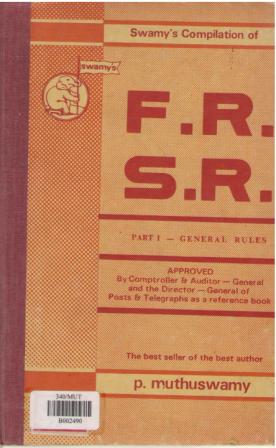 Swamy's Compilation of
swamy's
F.R.
S.R.
PART I — GENERAL RULES
APPROVED
By Comptroller & Auditor — General
and the Director — General of
Posts & Telegraphs as a reference book
The best seller of the best author
p. muthuswamy
340/MUT
B002490